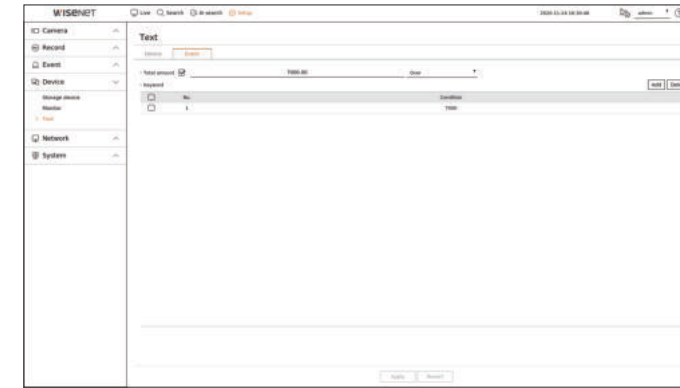 WISENET
Live Search AI search Setup
admin
Camera
Record
Event
Device
Storage device
Monitor
Text
Network
System
Text
Device Event
Total amount 7000.00 Over
Keyword
Add
No Condition
1 7000
Apply Revert